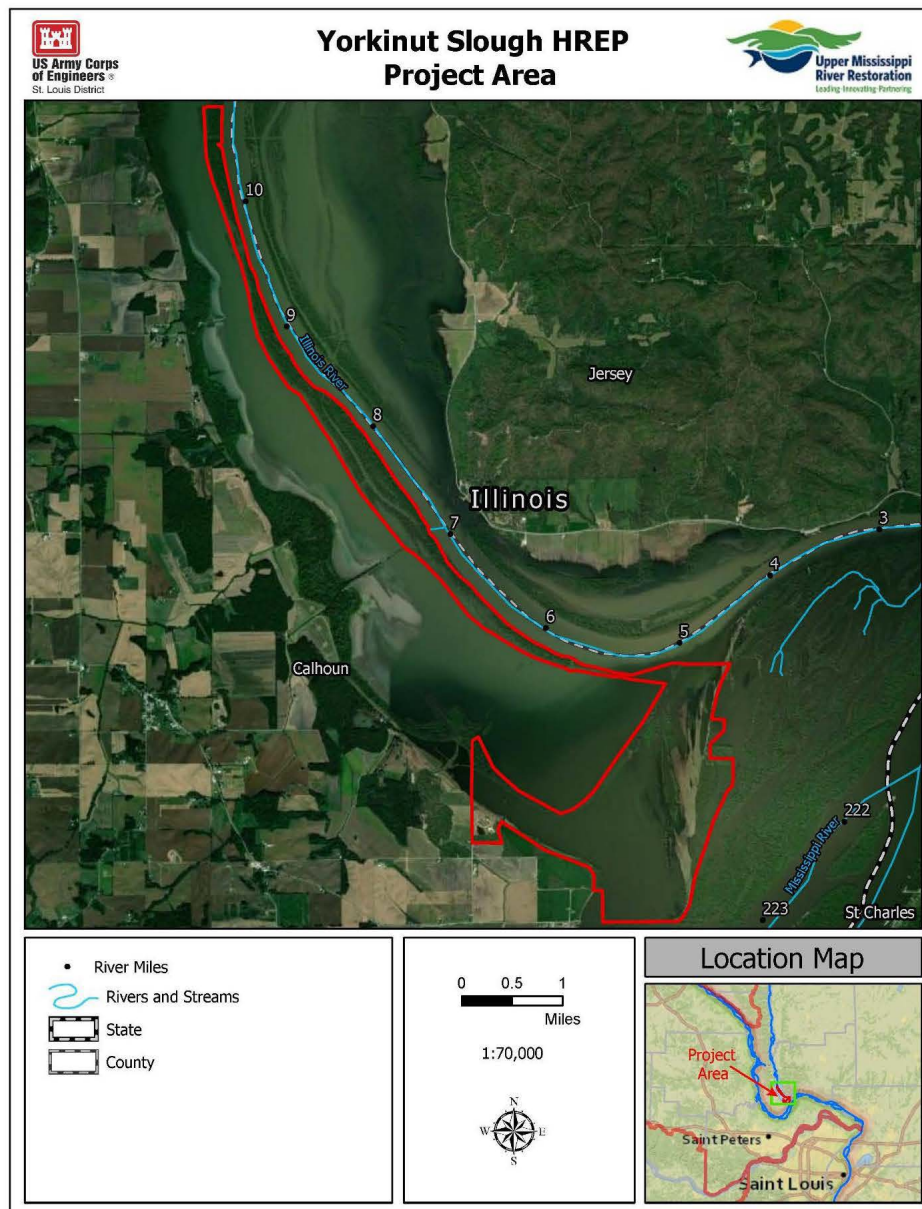 US Army Corps
of Engineers ®
St. Louis District
Yorkinut Slough HREP
Project Area
Upper Mississippi
River Restoration
Leading · Innovating · Partnering
10
9
Illinois River
8
Jersey
Illinois
7
3
4
6
5
Calhoun
222
Mississippi River
223
St Charles
River Miles
Rivers and Streams
State
County
0 0.5 1
Miles
1:70,000
N
W E
S
Location Map
Project
Area
Saint Peters
Saint Louis